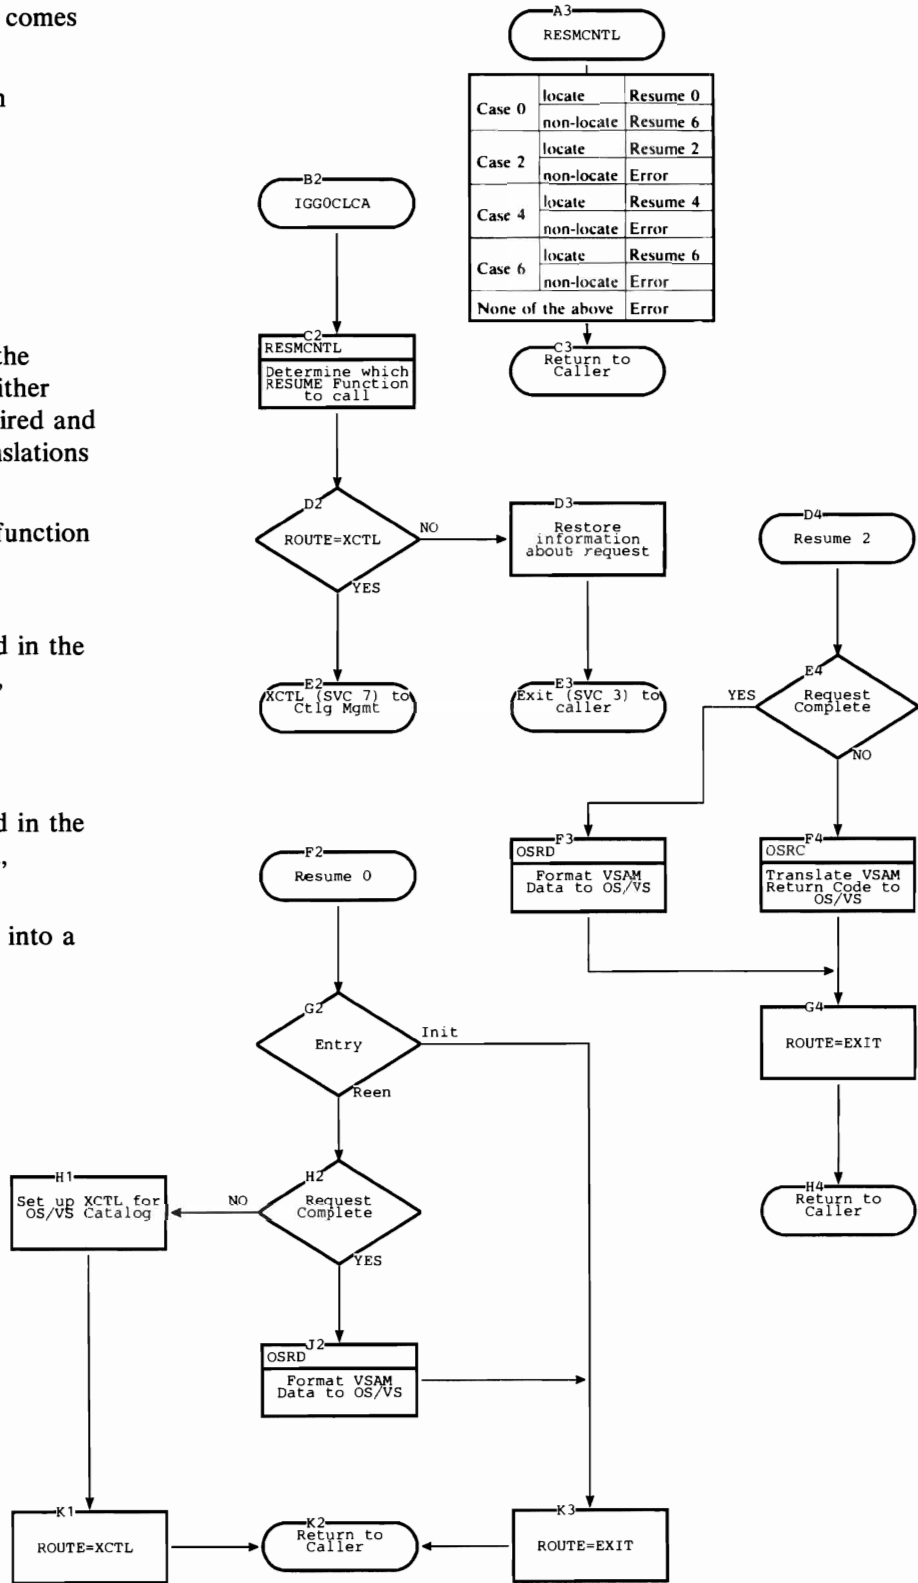 comes
n
the
ither
ired and
nslations
function
d in the
,
d in the
,,
into a
A3
RESMCNTL
Case 0 locate Resume 0
non-locate Resume 6
Case 2 locate Resume 2
non-locate Error
Case 4 locate Resume 4
non-locate Error
Case 6 locate Resume 6
non-locate Error
None of the above Error
C3
Return to
Caller
B2
IGG0CLCA
C2
RESMCNTL
Determine which
RESUME Function
to call
D2
ROUTE=XCTL
NO
YES
D3
Restore
information
about request
E2
XCTL (SVC 7) to
Ctlg Mgmt
E3
Exit (SVC 3) to
caller
D4
Resume 2
E4
Request
Complete
YES
NO
F3
OSRD
Format VSAM
Data to OS/VS
F4
OSRC
Translate VSAM
Return Code to
OS/VS
G4
ROUTE=EXIT
H4
Return to
Caller
F2
Resume 0
G2
Entry
Init
Reen
H2
Request
Complete
NO
YES
H1
Set up XCTL for
OS/VS Catalog
J2
OSRD
Format VSAM
Data to OS/VS
K1
ROUTE=XCTL
K2
Return to
Caller
K3
ROUTE=EXIT